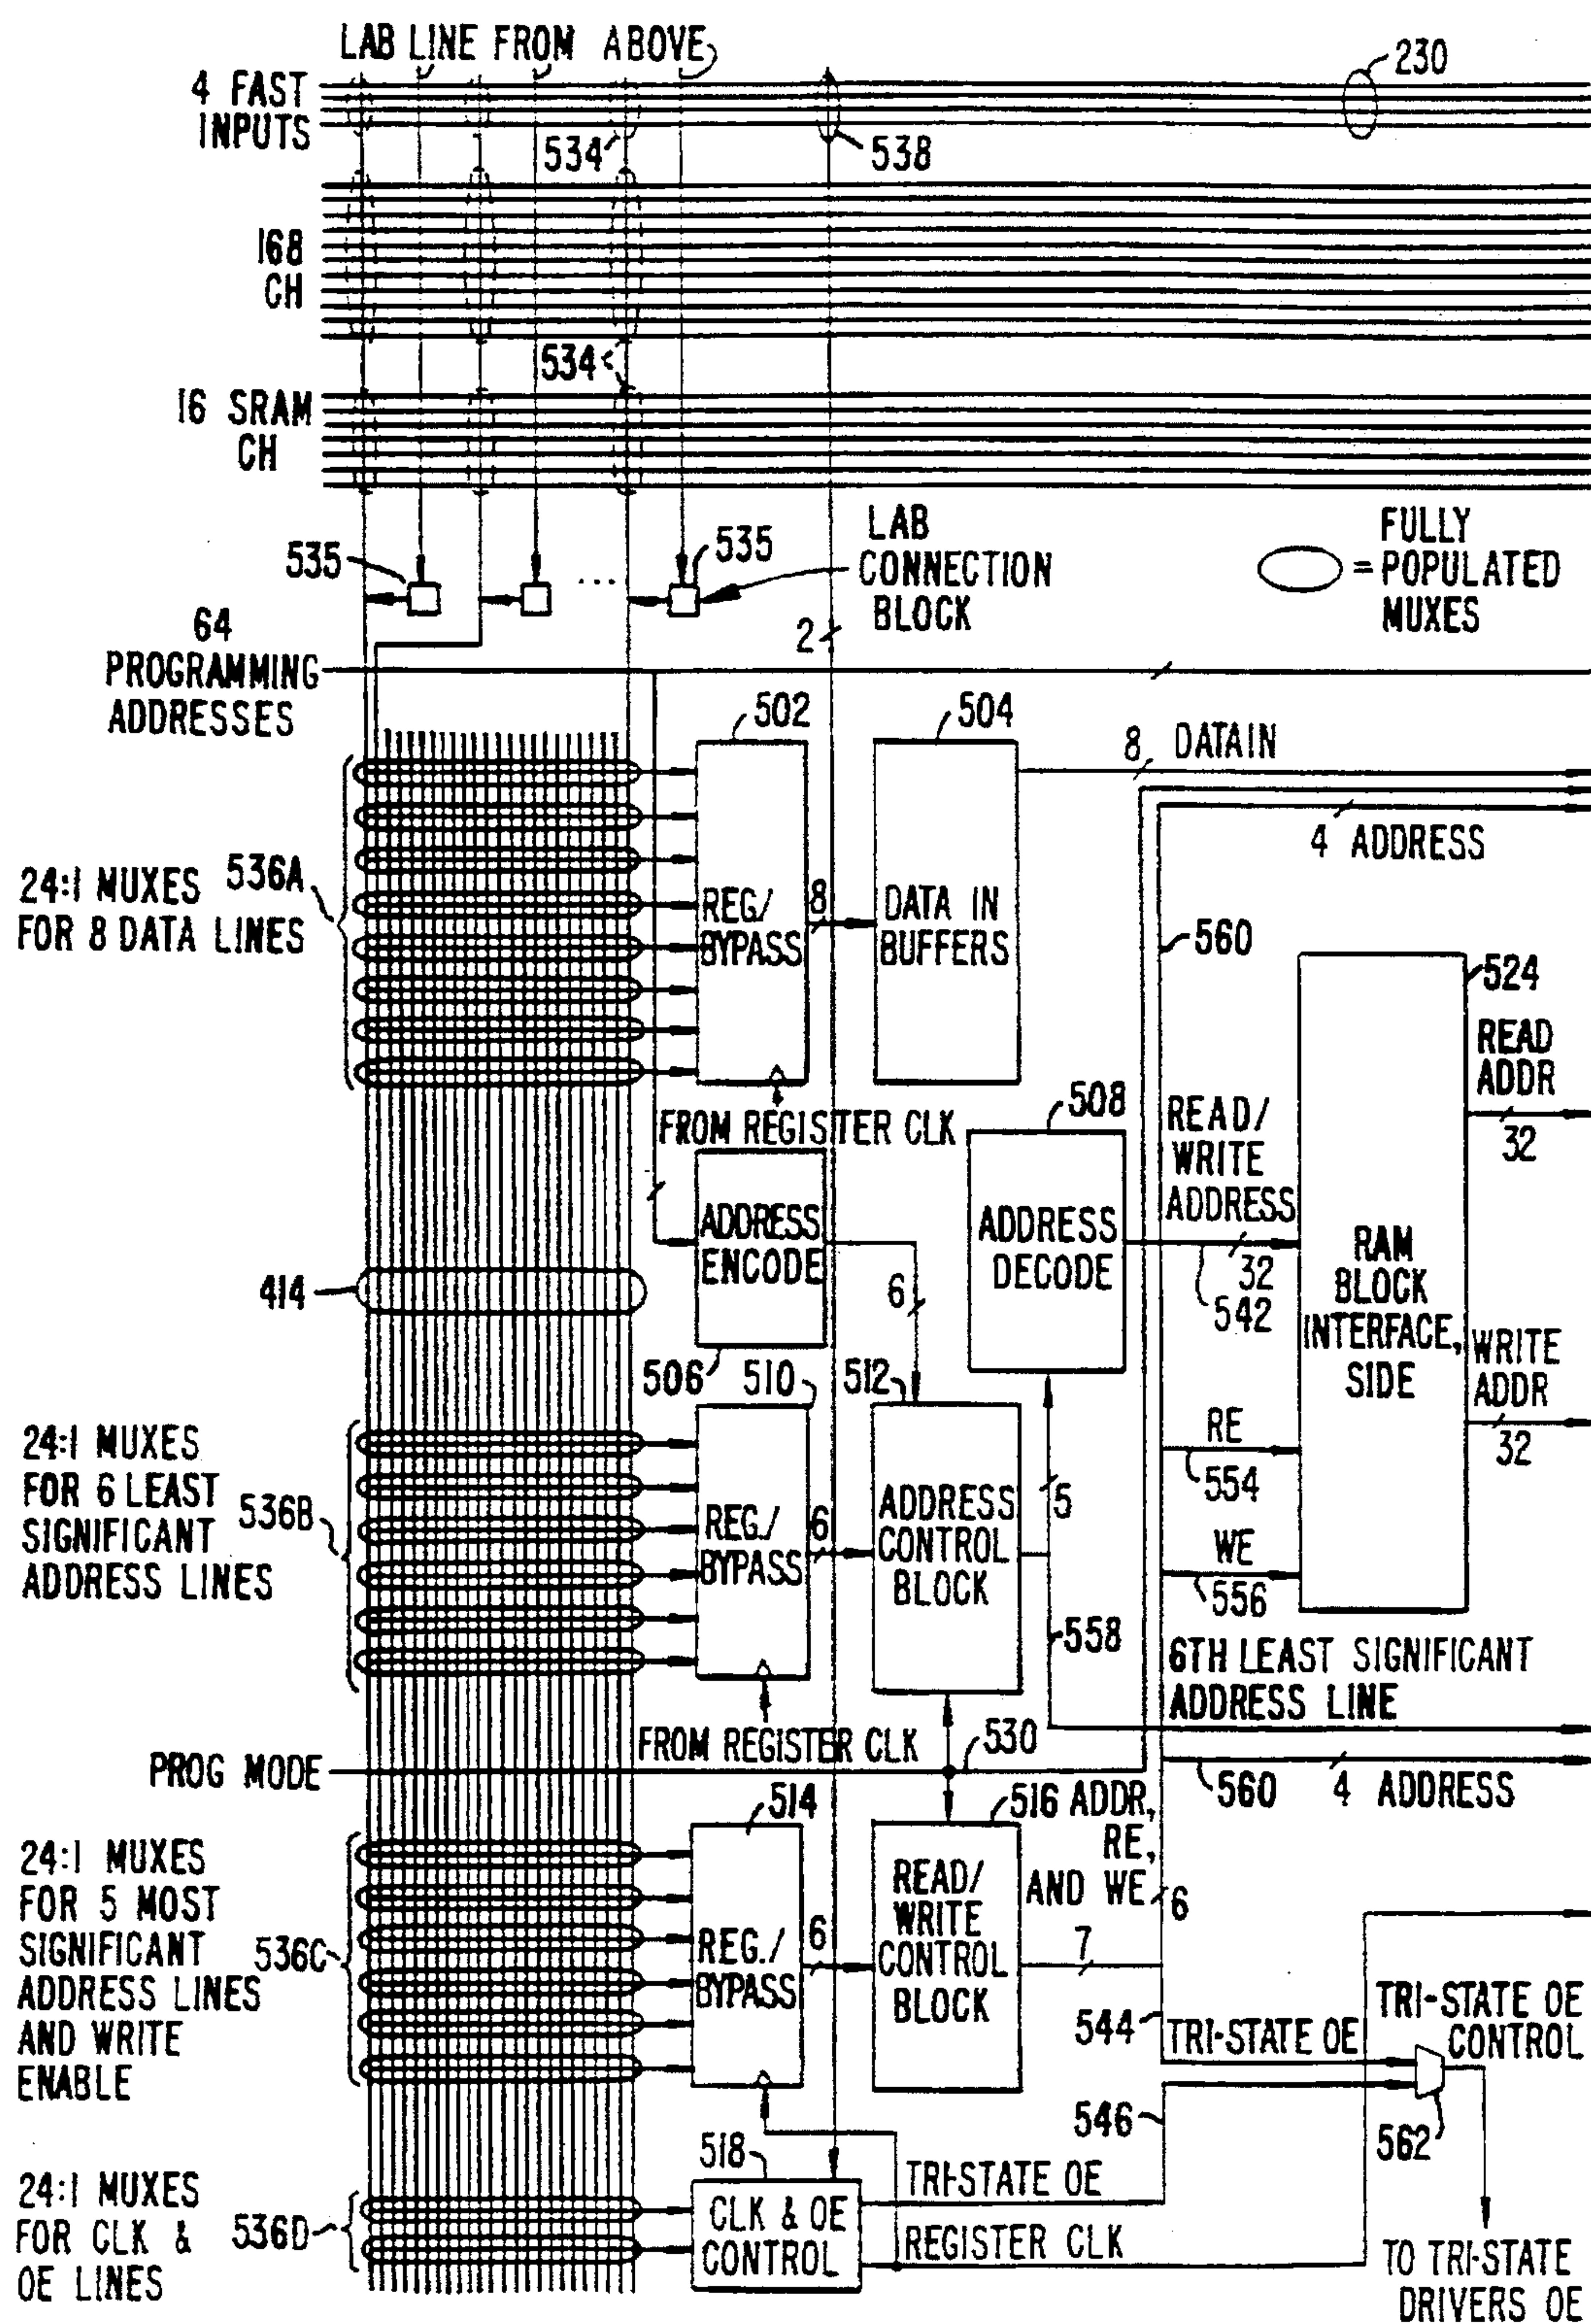 LAB LINE FROM ABOVE
4 FAST
INPUTS
230
534
538
168
CH
534
16 SRAM
CH
535
535
LAB
CONNECTION
BLOCK
= FULLY
POPULATED
MUXES
64
PROGRAMMING
ADDRESSES
2
502
504
8 DATAIN
4 ADDRESS
24:1 MUXES
FOR 8 DATA LINES
536A
REG/
BYPASS
8
DATA IN
BUFFERS
560
524
READ
ADDR
32
FROM REGISTER CLK
508
READ/
WRITE
ADDRESS
32
542
ADDRESS
ENCODE
6
ADDRESS
DECODE
RAM
BLOCK
INTERFACE,
SIDE
414
506
510
512
WRITE
ADDR
32
24:1 MUXES
FOR 6 LEAST
SIGNIFICANT
ADDRESS LINES
536B
REG./
BYPASS
6
ADDRESS
CONTROL
BLOCK
5
RE
554
WE
556
558
6TH LEAST SIGNIFICANT
ADDRESS LINE
FROM REGISTER CLK
530
PROG MODE
560
4 ADDRESS
514
516
ADDR,
RE,
AND WE
6
24:1 MUXES
FOR 5 MOST
SIGNIFICANT
ADDRESS LINES
AND WRITE
ENABLE
536C
REG./
BYPASS
6
READ/
WRITE
CONTROL
BLOCK
7
544
TRI-STATE OE
TRI-STATE OE
CONTROL
546
562
518
24:1 MUXES
FOR CLK &
OE LINES
536D
CLK & OE
CONTROL
TRI-STATE OE
REGISTER CLK
TO TRI-STATE
DRIVERS OE